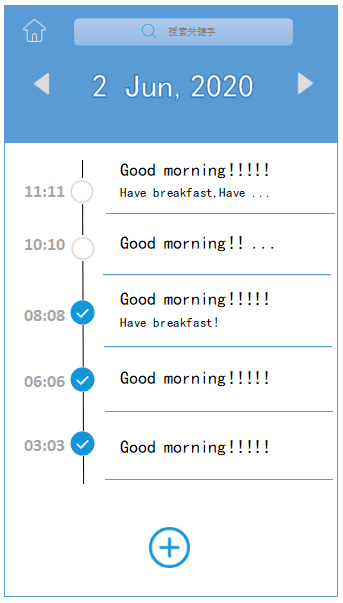 搜索关键字
2 Jun, 2020
11:11 Good morning!!!!!
Have breakfast,Have ...
10:10 Good morning!! ...
08:08 Good morning!!!!!
Have breakfast!
06:06 Good morning!!!!!
03:03 Good morning!!!!!